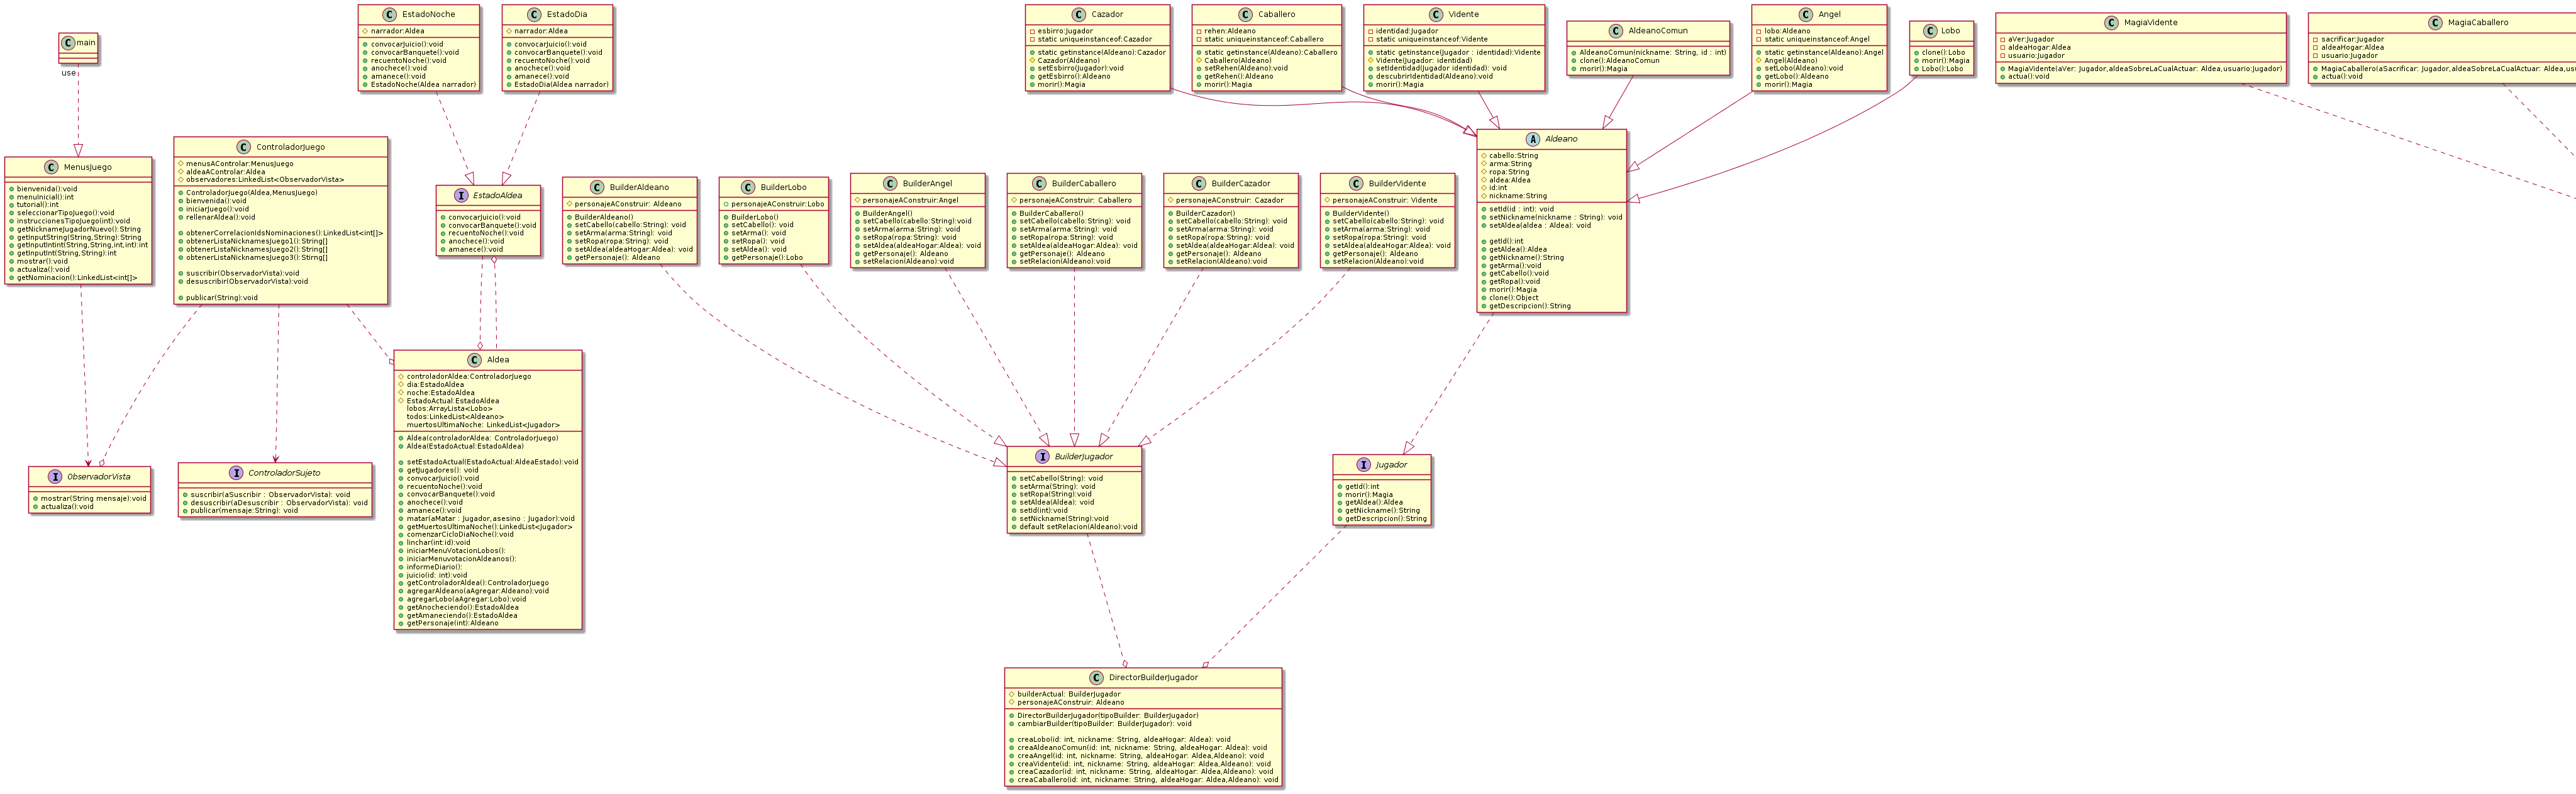 main
use
MenusJuego
bienvenida():void
menuInicial():int
tutorial():int
seleccionarTipoJuego():void
instruccionesTipoJuego(int):void
getNicknameJugadorNuevo():String
getInputString(String,String):String
getInputIntInt(String,String,int,int):int
getInputInt(String,String):int
mostrar():void
actualiza():void
getNominacion():LinkedList<int[]>
ControladorJuego
menusAControlar:MenusJuego
aldeaAControlar:Aldea
observadores:LinkedList<ObservadorVista>
ControladorJuego(Aldea,MenusJuego)
bienvenida():void
iniciarJuego():void
rellenarAldea():void
obtenerCorrelacionIdsNominaciones():LinkedList<int[]>
obtenerListaNicknamesJuego1():String[]
obtenerListaNicknamesJuego2():String[]
obtenerListaNicknamesJuego3():Strirng[]
suscribir(ObservadorVista):void
desuscribir(ObservadorVista):void
publicar(String):void
EstadoNoche
narrador:Aldea
convocarJuicio():void
convocarBanquete():void
recuentoNoche():void
anochece():void
amanece():void
EstadoNoche(Aldea narrador)
EstadoDia
narrador:Aldea
convocarJuicio():void
convocarBanquete():void
recuentoNoche():void
anochece():void
amanece():void
EstadoDia(Aldea narrador)
EstadoAldea
convocarJuicio():void
convocarBanquete():void
recuentoNoche():void
anochece():void
amanece():void
BuilderAldeano
personajeAConstruir: Aldeano
BuilderAldeano()
setCabello(cabello:String): void
setArma(arma:String): void
setRopa(ropa:String): void
setAldea(aldeaHogar:Aldea): void
getPersonaje(): Aldeano
BuilderLobo
personajeAConstruir:Lobo
BuilderLobo()
setCabello(): void
setArma(): void
setRopa(): void
setAldea(): void
getPersonaje():Lobo
BuilderAngel
personajeAConstruir:Angel
BuilderAngel()
setCabello(cabello:String):void
setArma(arma:String): void
setRopa(ropa:String): void
setAldea(aldeaHogar:Aldea): void
getPersonaje(): Aldeano
setRelacion(Aldeano):void
BuilderCaballero
personajeAConstruir: Caballero
BuilderCaballero()
setCabello(cabello:String): void
setArma(arma:String): void
setRopa(ropa:String): void
setAldea(aldeaHogar:Aldea): void
getPersonaje(): Aldeano
setRelacion(Aldeano):void
BuilderCazador
personajeAConstruir: Cazador
BuilderCazador()
setCabello(cabello:String): void
setArma(arma:String): void
setRopa(ropa:String): void
setAldea(aldeaHogar:Aldea): void
getPersonaje(): Aldeano
setRelacion(Aldeano):void
BuilderVidente
personajeAConstruir: Vidente
BuilderVidente()
setCabello(cabello:String): void
setArma(arma:String): void
setRopa(ropa:String): void
setAldea(aldeaHogar:Aldea): void
getPersonaje(): Aldeano
setRelacion(Aldeano):void
Cazador
esbirro:Jugador
static uniqueinstanceof:Cazador
static getinstance(Aldeano):Cazador
Cazador(Aldeano)
setEsbirro(Jugador):void
getEsbirro():Aldeano
morir():Magia
Caballero
rehen:Aldeano
static uniqueinstanceof:Caballero
static getinstance(Aldeano):Caballero
Caballero(Aldeano)
setRehen(Aldeano):void
getRehen():Aldeano
morir():Magia
Vidente
identidad:Jugador
static uniqueinstanceof:Vidente
static getinstance(Jugador : identidad):Vidente
Vidente(Jugador: identidad)
setIdentidad(Jugador identidad): void
descubrirIdentidad(Aldeano):void
morir():Magia
AldeanoComun
AldeanoComun(nickname: String, id : int)
clone():AldeanoComun
morir():Magia
Angel
lobo:Aldeano
static uniqueinstanceof:Angel
static getinstance(Aldeano):Angel
Angel(Aldeano)
setLobo(Aldeano):void
getLobo():Aldeano
morir():Magia
Lobo
clone():Lobo
morir():Magia
Lobo():Lobo
MagiaVidente
aVer:Jugador
aldeaHogar:Aldea
usuario:Jugador
MagiaVidente(aVer: Jugador,aldeaSobreLaCualActuar: Aldea,usuario:Jugador)
actua():void
MagiaCaballero
sacrificar:Jugador
aldeaHogar:Aldea
usuario:Jugador
MagiaCaballero(aSacrificar: Jugador,aldeaSobreLaCualActuar: Aldea,us
actua():void
Aldeano
cabello:String
arma:String
ropa:String
aldea:Aldea
id:int
nickname:String
setId(id : int): void
setNickname(nickname : String): void
setAldea(aldea : Aldea): void
getId():int
getAldea():Aldea
getNickname():String
getArma():void
getCabello():void
getRopa():void
morir():Magia
clone():Object
getDescripcion():String
Aldea
controladorAldea:ControladorJuego
dia:EstadoAldea
noche:EstadoAldea
EstadoActual:EstadoAldea
lobos:ArrayLista<Lobo>
todos:LinkedList<Aldeano>
muertosUltimaNoche: LinkedList<Jugador>
Aldea(controladorAldea: ControladorJuego)
Aldea(EstadoActual:EstadoAldea)
setEstadoActual(EstadoActual:AldeaEstado):void
getJugadores(): void
convocarJuicio():void
recuentoNoche():void
convocarBanquete():void
anochece():void
amanece():void
matar(aMatar : Jugador,asesino : Jugador):void
getMuertosUltimaNoche():LinkedList<Jugador>
comenzarCicloDiaNoche():void
linchar(int:id):void
iniciarMenuVotacionLobos():
iniciarMenuvotacionAldeanos():
informeDiario():
juicio(id: int):void
getControladorAldea():ControladorJuego
agregarAldeano(aAgregar:Aldeano):void
agregarLobo(aAgregar:Lobo):void
getAnocheciendo():EstadoAldea
getAmaneciendo():EstadoAldea
getPersonaje(int):Aldeano
ObservadorVista
mostrar(String mensaje):void
actualiza():void
ControladorSujeto
suscribir(aSuscribir : ObservadorVista): void
desuscribir(aDesuscribir : ObservadorVista): void
publicar(mensaje:String): void
BuilderJugador
setCabello(String): void
setArma(String): void
setRopa(String):void
setAldea(Aldea): void
setId(int):void
setNickname(String):void
default setRelacion(Aldeano):void
Jugador
getId():int
morir():Magia
getAldea():Aldea
getNickname():String
getDescripcion():String
DirectorBuilderJugador
builderActual: BuilderJugador
personajeAConstruir: Aldeano
DirectorBuilderJugador(tipoBuilder: BuilderJugador)
cambiarBuilder(tipoBuilder: BuilderJugador): void
creaLobo(id: int, nickname: String, aldeaHogar: Aldea): void
creaAldeanoComun(id: int, nickname: String, aldeaHogar: Aldea): void
creaAngel(id: int, nickname: String, aldeaHogar: Aldea,Aldeano): void
creaVidente(id: int, nickname: String, aldeaHogar: Aldea,Aldeano): void
creaCazador(id: int, nickname: String, aldeaHogar: Aldea,Aldeano): void
creaCaballero(id: int, nickname: String, aldeaHogar: Aldea,Aldeano): void